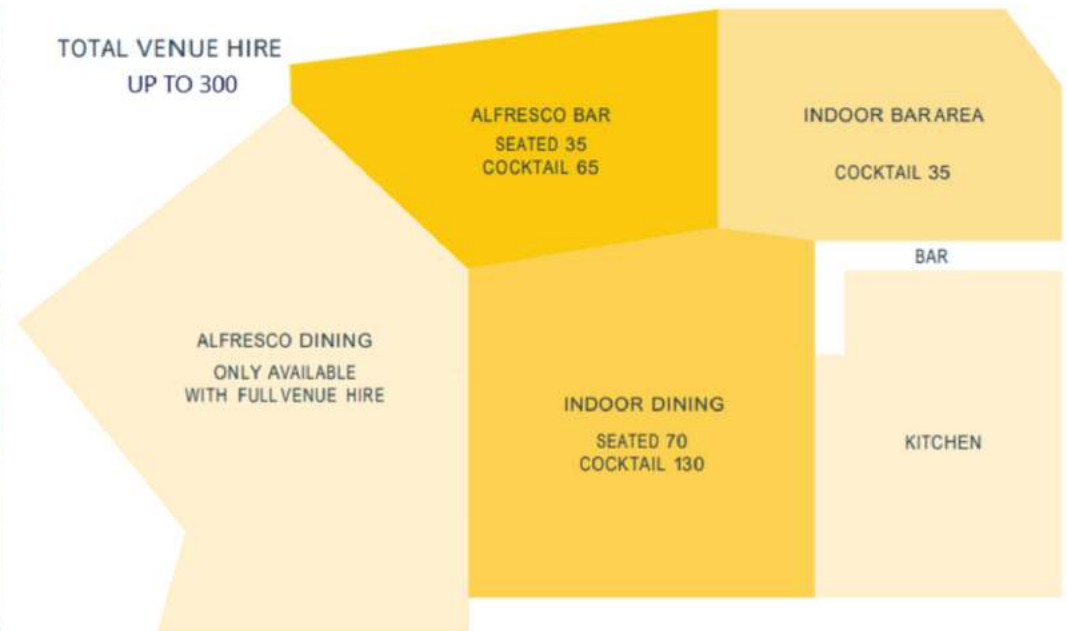 TOTAL VENUE HIRE
UP TO 300
ALFRESCO BAR
SEATED 35
COCKTAIL 65
INDOOR BAR AREA
COCKTAIL 35
BAR
ALFRESCO DINING
ONLY AVAILABLE
WITH FULL VENUE HIRE
INDOOR DINING
SEATED 70
COCKTAIL 130
KITCHEN